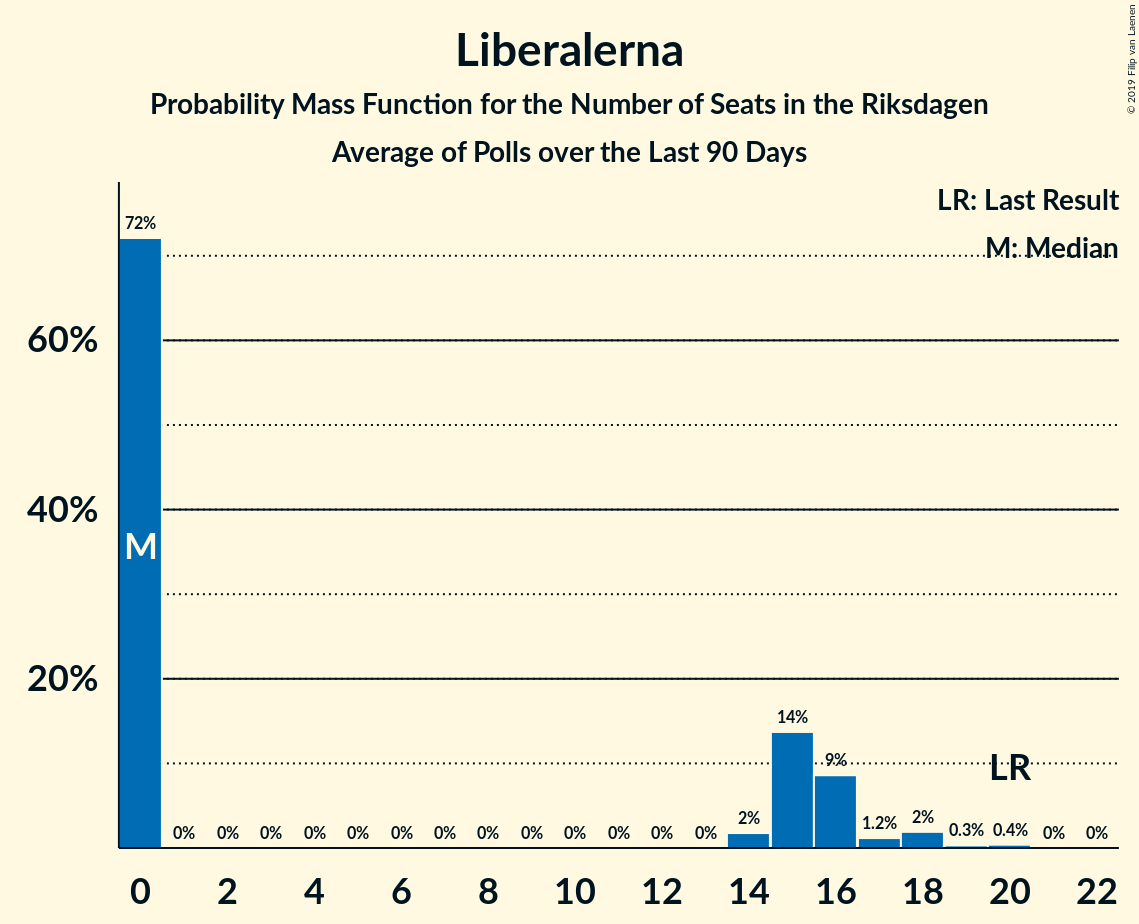 Liberalerna
Probability Mass Function for the Number of Seats in the Riksdagen
Average of Polls over the Last 90 Days
© 2019 Filip van Laenen
LR: Last Result
M: Median
72%
60%
40%
M
20%
14%
9%
LR
0% 0% 0% 0% 0% 0% 0% 0% 0% 0% 0% 0% 0% 2% 1.2% 2% 0.3% 0.4% 0% 0%
0 2 4 6 8 10 12 14 16 18 20 22